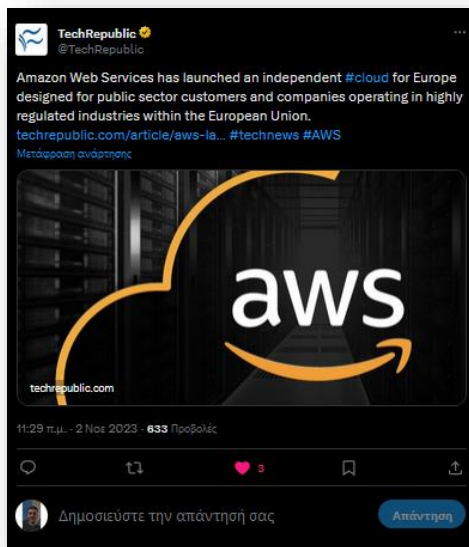 TechRepublic
@TechRepublic
Amazon Web Services has launched an independent #cloud for Europe
designed for public sector customers and companies operating in highly
regulated industries within the European Union.
techrepublic.com/article/aws-la... #technews #AWS
Μετάφραση ανάρτησης
aws
techrepublic.com
11:29 π.μ. · 2 Νοε 2023 · 633 Προβολές
3
Δημοσιεύστε την απάντησή σας
Απάντηση